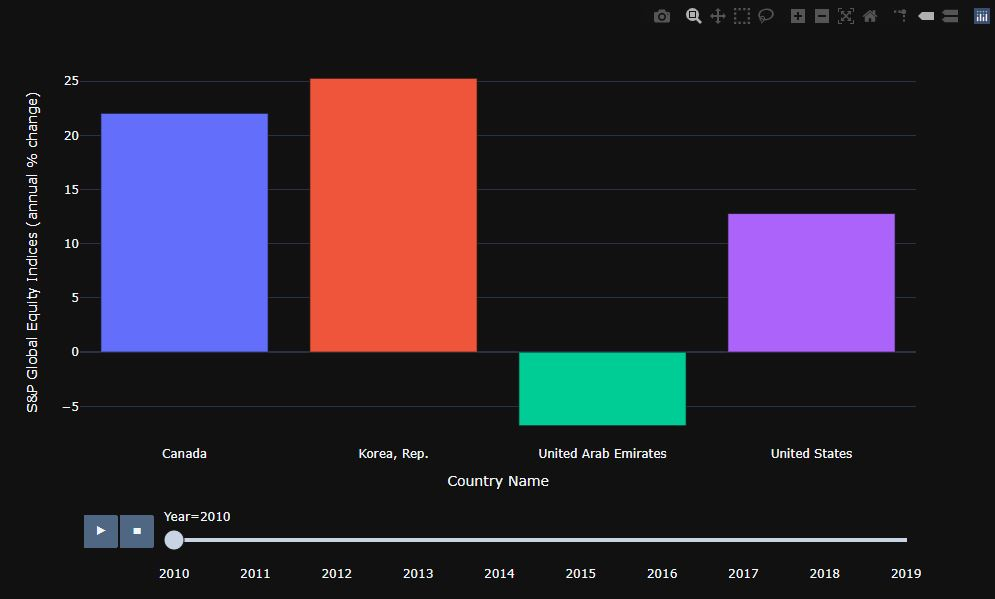 S&P Global Equity Indices (annual % change)
25
20
15
10
5
0
−5
Canada
Korea, Rep.
United Arab Emirates
United States
Country Name
Year=2010
2010
2011
2012
2013
2014
2015
2016
2017
2018
2019